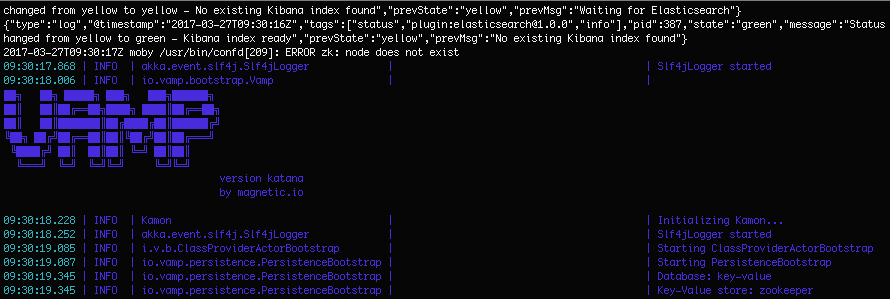 changed from yellow to yellow - No existing Kibana index found","prevState":"yellow","prevMsg":"Waiting for Elasticsearch"}
{"type":"log","@timestamp":"2017-03-27T09:30:16Z","tags":["status","plugin:elasticsearch@1.0.0","info"],"pid":387,"state":"green","message":"Status
hanged from yellow to green - Kibana index ready","prevState":"yellow","prevMsg":"No existing Kibana index found"}
2017-03-27T09:30:17Z moby /usr/bin/confd[209]: ERROR zk: node does not exist
09:30:17.868 | INFO | akka.event.slf4j.Slf4jLogger | | Slf4jLogger started
09:30:18.006 | INFO | io.vamp.bootstrap.Vamp | |
VAMP
version katana
by magnetic.io
09:30:18.228 | INFO | Kamon | | Initializing Kamon...
09:30:18.252 | INFO | akka.event.slf4j.Slf4jLogger | | Slf4jLogger started
09:30:19.085 | INFO | i.v.b.ClassProviderActorBootstrap | | Starting ClassProviderActorBootstrap
09:30:19.087 | INFO | io.vamp.persistence.PersistenceBootstrap | | Starting PersistenceBootstrap
09:30:19.345 | INFO | io.vamp.persistence.PersistenceBootstrap | | Database: key-value
09:30:19.345 | INFO | io.vamp.persistence.PersistenceBootstrap | | Key-Value store: zookeeper